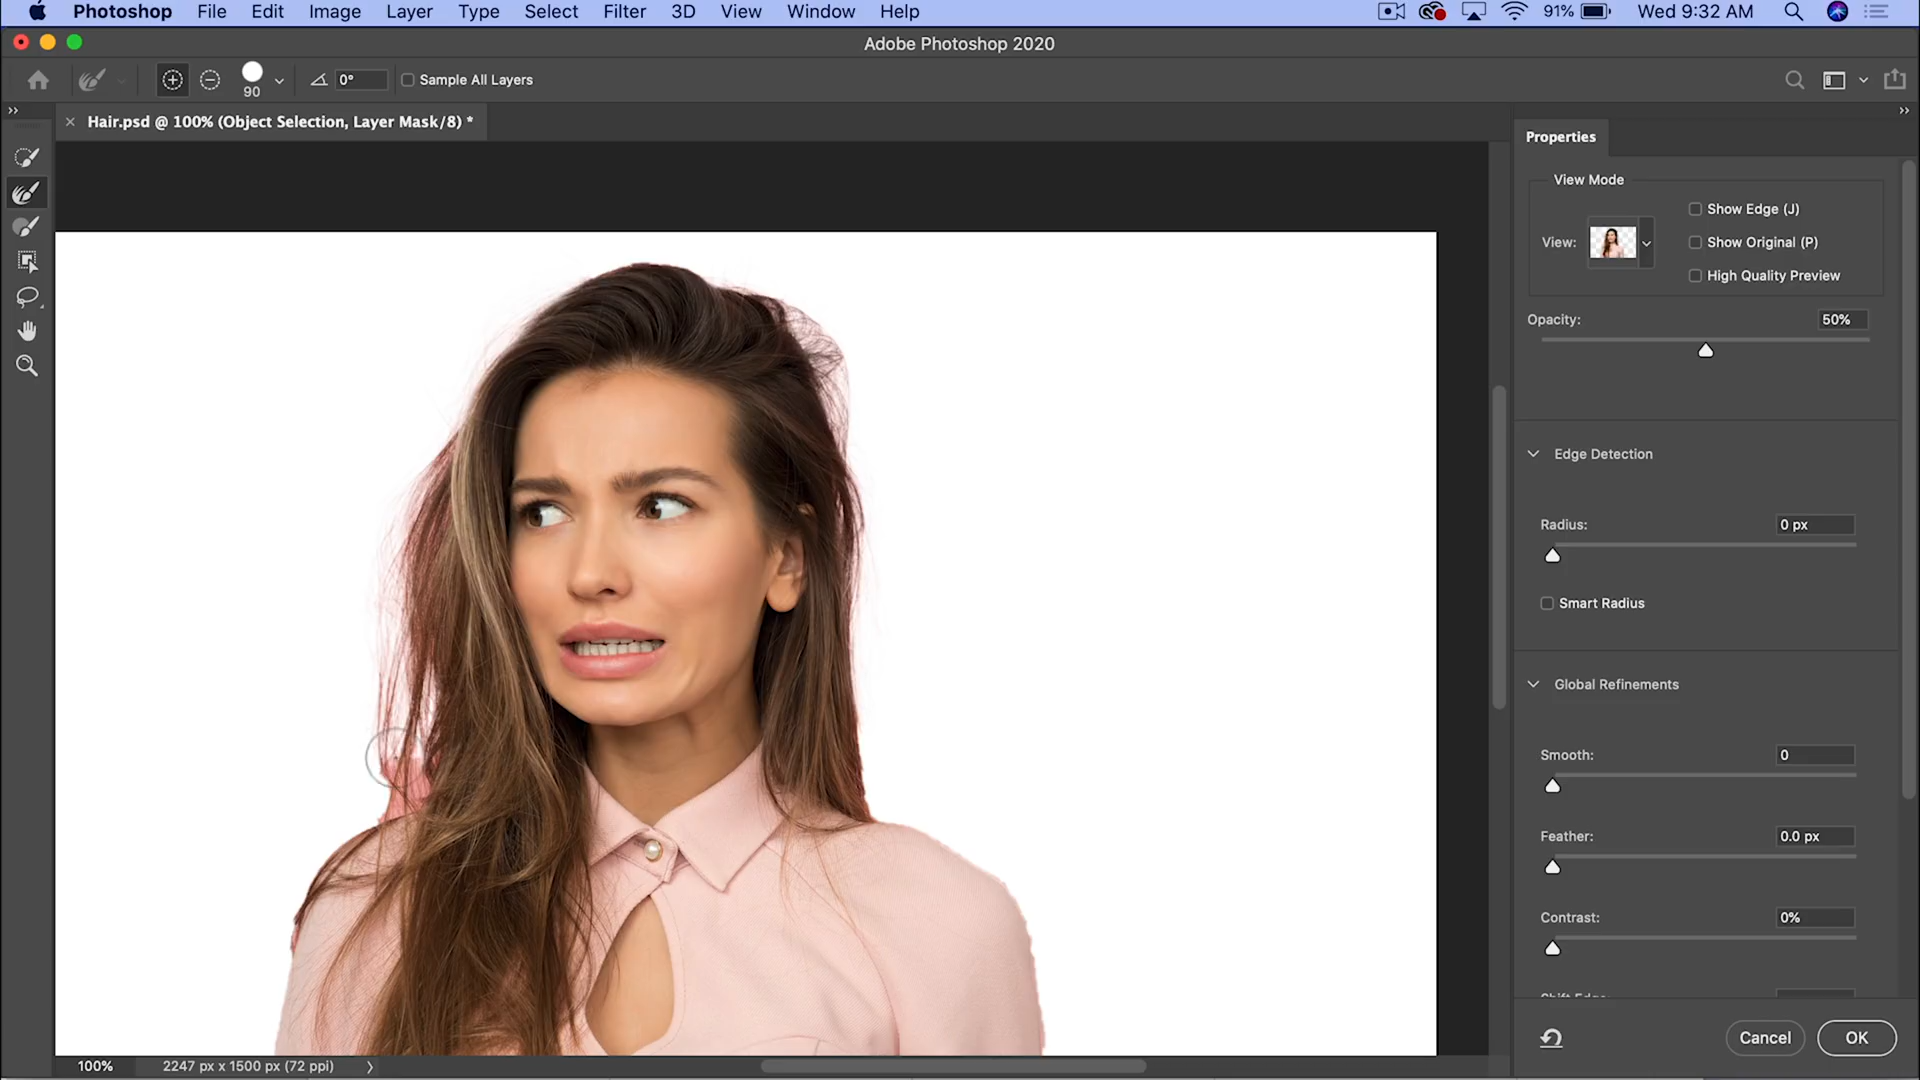 Photoshop File Edit Image Layer Type Select Filter 3D View Window Help 91% Wed 9:32 AM
Adobe Photoshop 2020
90 0° Sample All Layers
Hair.psd @ 100% (Object Selection, Layer Mask/8) *
Properties
View Mode
Show Edge (J)
View:
Show Original (P)
High Quality Preview
Opacity: 50%
Edge Detection
Radius: 0 px
Smart Radius
Global Refinements
Smooth: 0
Feather: 0.0 px
Contrast: 0%
Shift Edge:
Cancel OK
100% 2247 px x 1500 px (72 ppi)